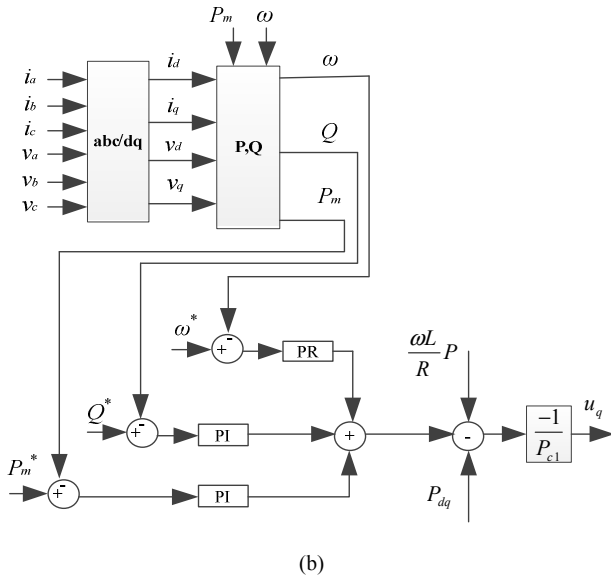 P_m ω
i_a
i_b
i_c
v_a
v_b
v_c
abc/dq
i_d
i_q
v_d
v_q
P,Q
ω
Q
P_m
ω*
+ -
PR
Q*
+ -
PI
+
P_m*
+ -
PI
ωL/R P
-
P_dq
-1/P_c1
u_q
(b)